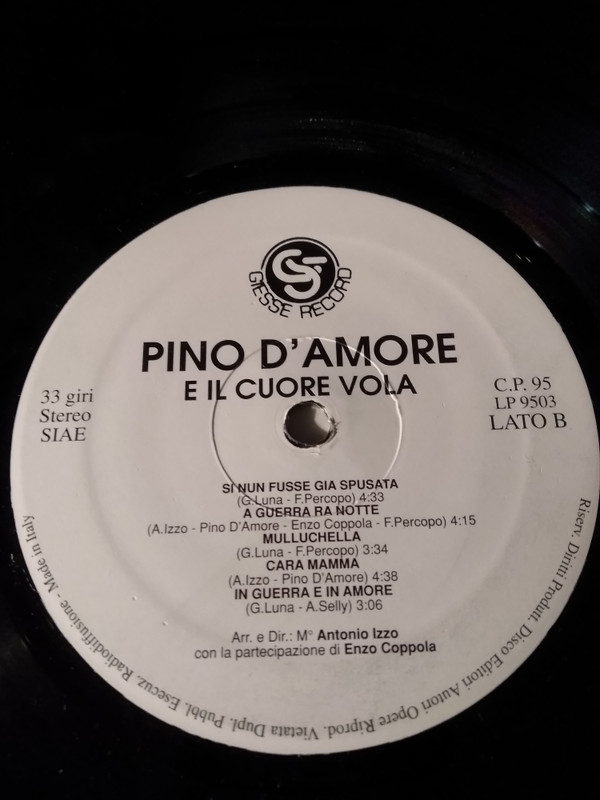 GS
GIESSE RECORD
PINO D'AMORE
E IL CUORE VOLA
33 giri
Stereo
SIAE
C.P. 95
LP 9503
LATO B
SI NUN FUSSE GIA SPUSATA
(G.Luna - F.Percopo) 4:33
A GUERRA RA NOTTE
(A.Izzo - Pino D'Amore - Enzo Coppola - F.Percopo) 4:15
MULLUCHELLA
(G.Luna - F.Percopo) 3:34
CARA MAMMA
(A.Izzo - Pino D'Amore) 4:38
IN GUERRA E IN AMORE
(G.Luna - A.Selly) 3:06
Arr. e Dir.: M° Antonio Izzo
con la partecipazione di Enzo Coppola
Riserv. Diritti Produtt. Disco Editori Autori Opere Riprod. Vietata Dupl. Pubbl. Esecuz. Radiodiffusione - Made in Italy